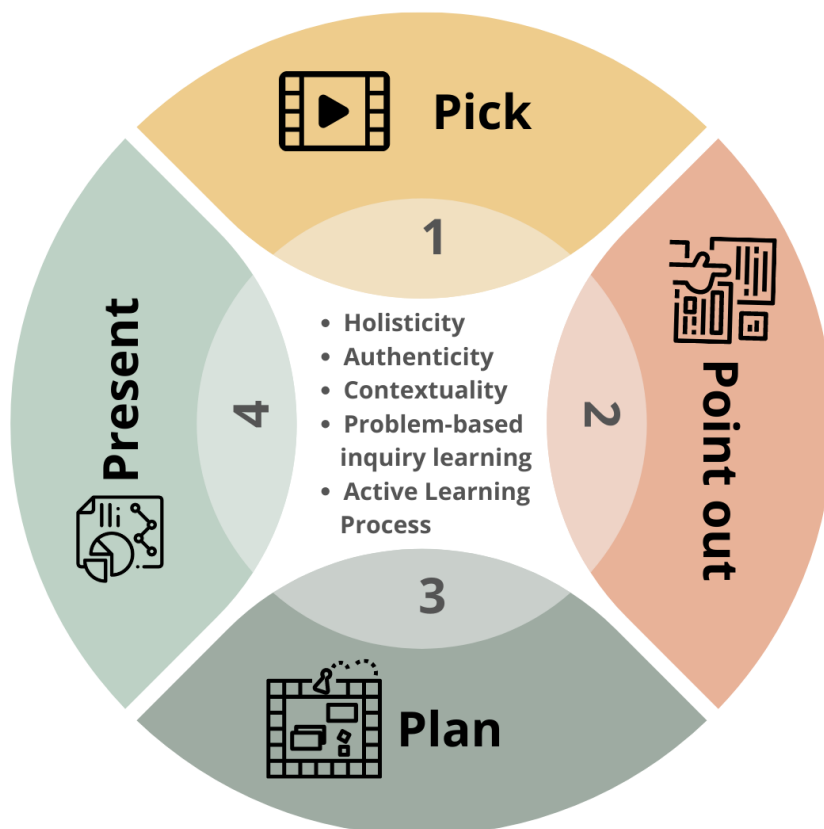 Pick
1
Point out
2
• Holisticity
• Authenticity
• Contextuality
• Problem-based
inquiry learning
• Active Learning
Process
3
Plan
4
Present